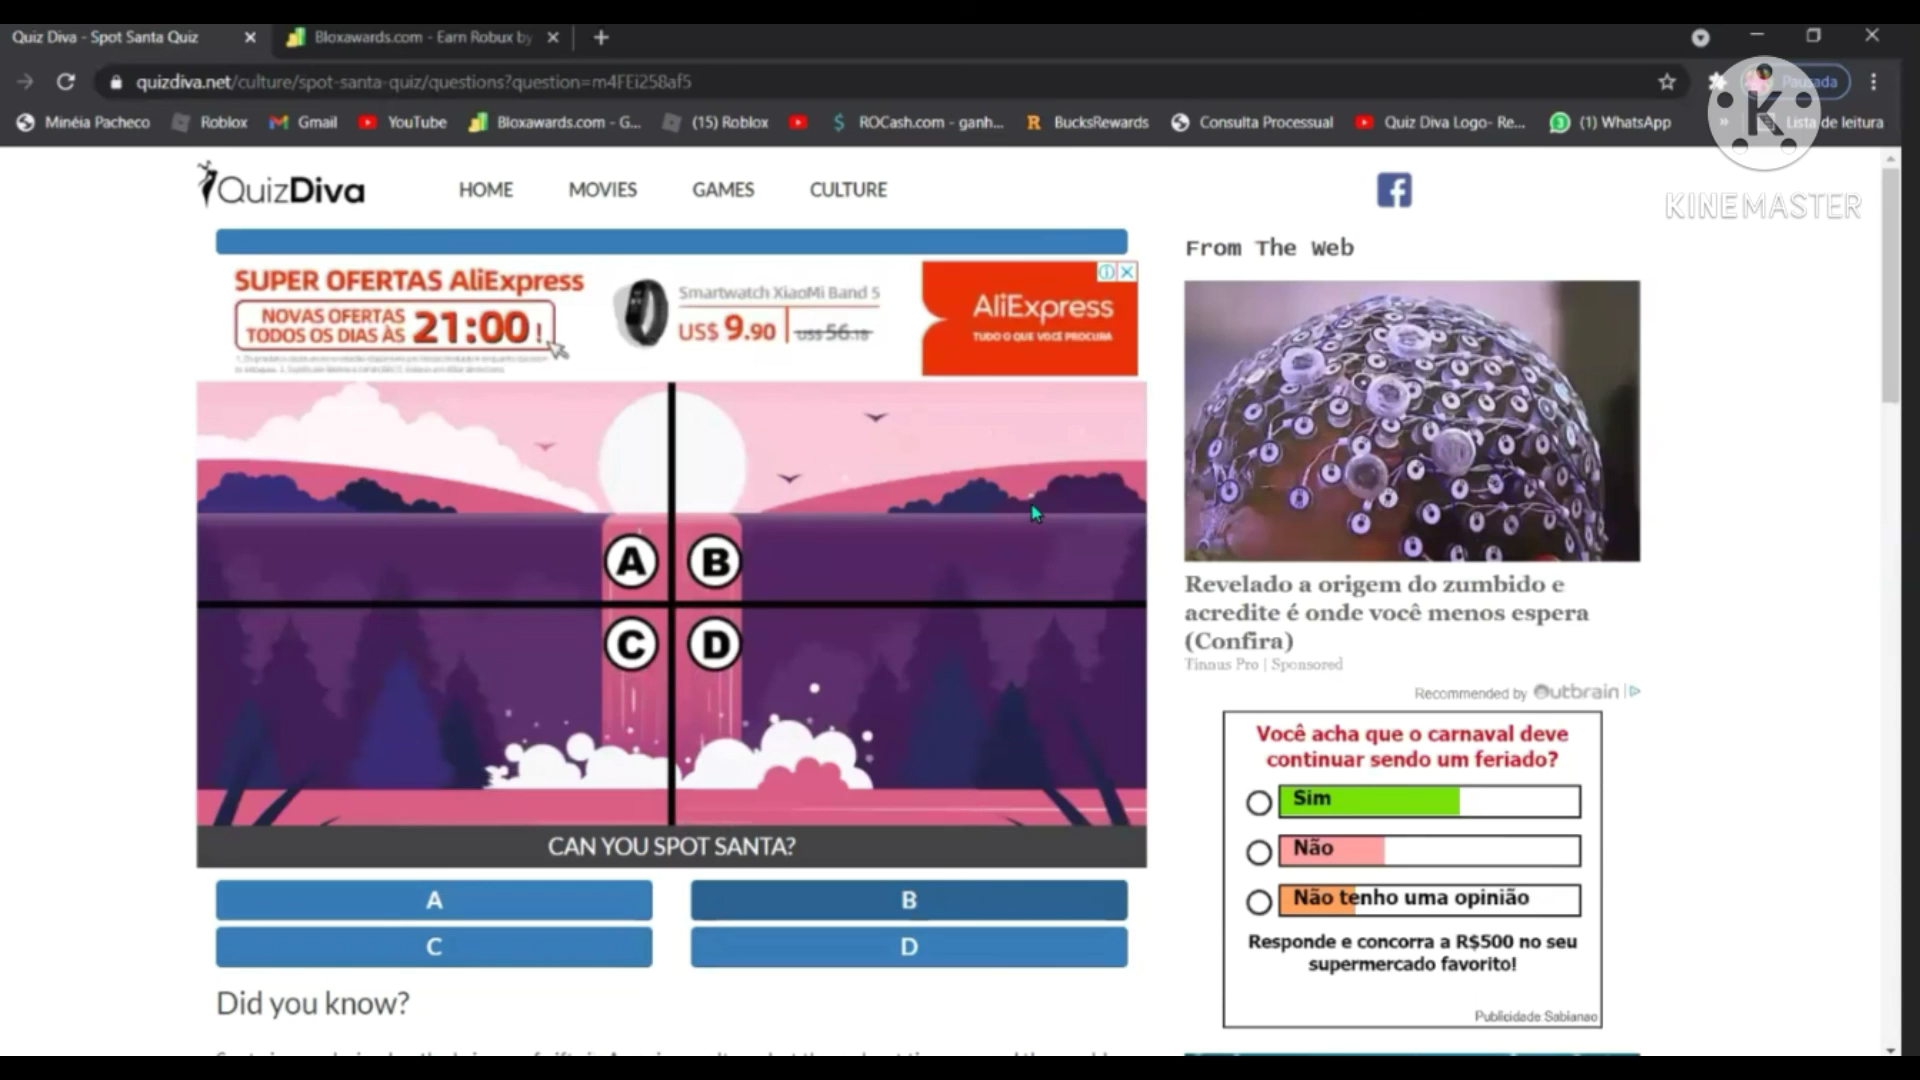 Quiz Diva - Spot Santa Quiz
Bloxawards.com - Earn Robux by
quizdiva.net/culture/spot-santa-quiz/questions?question=m4FEi258af5
Pausada
Minéia Pacheco
Roblox
Gmail
YouTube
Bloxawards.com - G...
(15) Roblox
ROCash.com - ganh...
BucksRewards
Consulta Processual
Quiz Diva Logo- Re...
(1) WhatsApp
Lista de leitura
K
KINEMASTER
QuizDiva
HOME
MOVIES
GAMES
CULTURE
SUPER OFERTAS AliExpress
NOVAS OFERTAS
TODOS OS DIAS ÀS
21:00!
Smartwatch XiaoMi Band 5
US$ 9.90
US$ 56.18
AliExpress
TUDO O QUE VOCÊ PROCURA
A
B
C
D
CAN YOU SPOT SANTA?
A
B
C
D
Did you know?
From The Web
Revelado a origem do zumbido e
acredite é onde você menos espera
(Confira)
Tinnus Pro | Sponsored
Recommended by Outbrain
Você acha que o carnaval deve
continuar sendo um feriado?
Sim
Não
Não tenho uma opinião
Responde e concorra a R$500 no seu
supermercado favorito!
Publicidade Sabianao